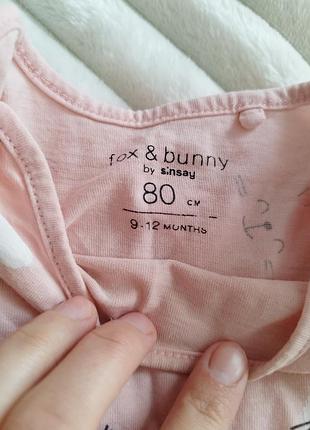 fox & bunny
by sinsay
80 CM
9-12 MONTHS